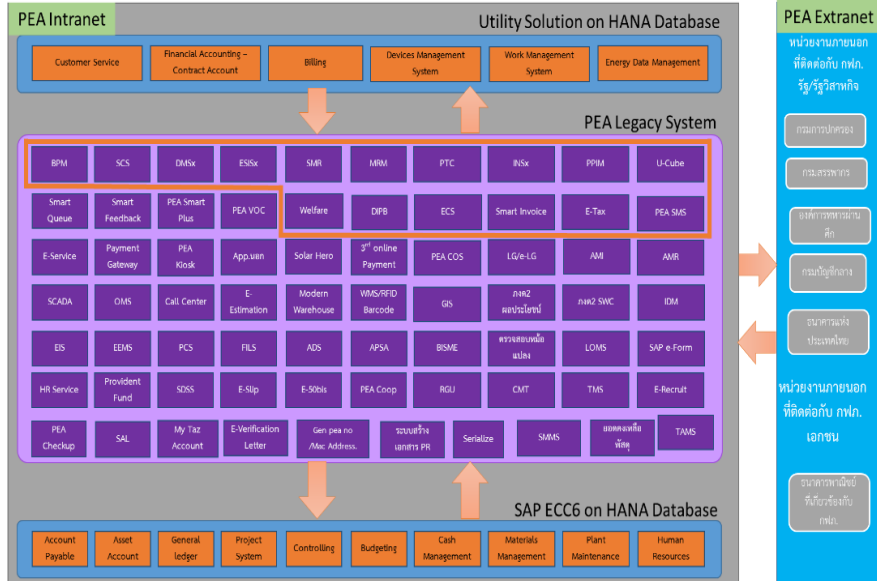 PEA Intranet
Utility Solution on HANA Database
Customer Service
Financial Accounting –
Contract Account
Billing
Devices Management
System
Work Management
System
Energy Data Management
PEA Legacy System
BPM
SCS
DMSx
ESISx
SMR
MRM
PTC
INSx
PPIM
U-Cube
Smart
Queue
Smart
Feedback
PEA Smart
Plus
PEA VOC
Welfare
DIPB
ECS
Smart Invoice
E-Tax
PEA SMS
E-Service
Payment
Gateway
PEA
Kiosk
App.บอท
Solar Hero
3rd online
Payment
PEA COS
LG/e-LG
AMI
AMR
SCADA
OMS
Call Center
E-
Estimation
Modern
Warehouse
WMS/RFID
Barcode
GIS
ภงด2
ผอประโยชน์
ภงด2 SWC
IDM
EIS
EEMS
PCS
FILS
ADS
APSA
BISME
ตรวจสอบหม้อ
แปลง
LOMS
SAP e-Form
HR Service
Provident
Fund
SDSS
E-Slip
E-50bis
PEA Coop
RGU
CMT
TMS
E-Recruit
PEA
Checkup
SAL
My Taz
Account
E-Verification
Letter
Gen pea no
/Mac Address.
ระบบสร้าง
เอกสาร PR
Serialize
SMMS
ยอดคงเหลือ
พัสดุ
TAMS
SAP ECC6 on HANA Database
Account
Payable
Asset
Account
General
ledger
Project
System
Controlling
Budgeting
Cash
Management
Materials
Management
Plant
Maintenance
Human
Resources
PEA Extranet
หน่วยงานภายนอก
ที่ติดต่อกับ กฟภ.
รัฐ/รัฐวิสาหกิจ
กรมการปกครอง
กรมสรรพากร
องค์การทหารผ่าน
ศึก
กรมบัญชีกลาง
ธนาคารแห่ง
ประเทศไทย
หน่วยงานภายนอก
ที่ติดต่อกับ กฟภ.
เอกชน
ธนาคารพาณิชย์
ที่เกี่ยวข้องกับ
กฟภ.